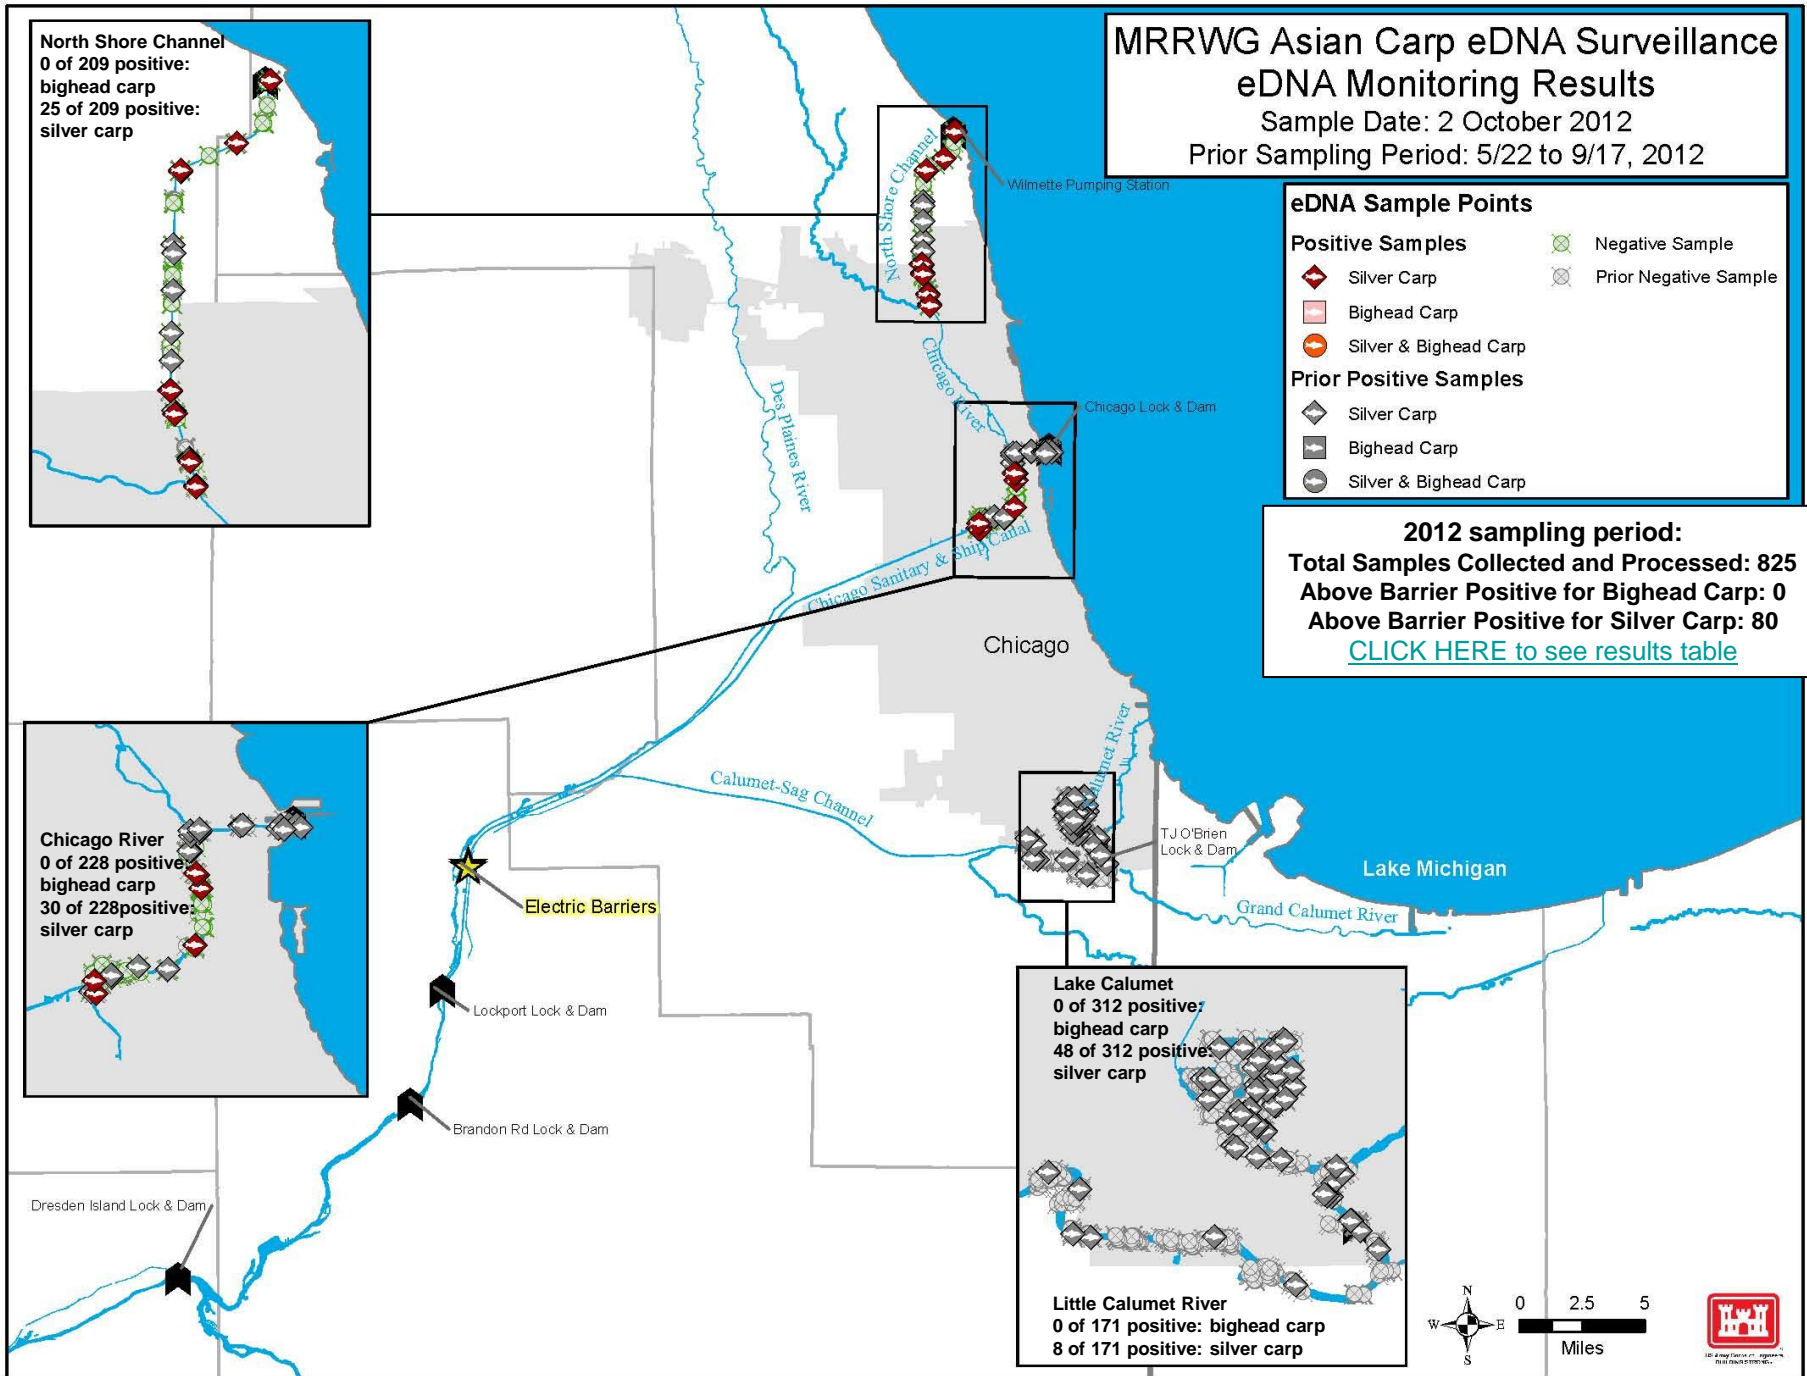 MRRWG Asian Carp eDNA Surveillance
eDNA Monitoring Results
Sample Date: 2 October 2012
Prior Sampling Period: 5/22 to 9/17, 2012
eDNA Sample Points
Positive Samples
Silver Carp
Bighead Carp
Silver & Bighead Carp
Negative Sample
Prior Negative Sample
Prior Positive Samples
Silver Carp
Bighead Carp
Silver & Bighead Carp
2012 sampling period:
Total Samples Collected and Processed: 825
Above Barrier Positive for Bighead Carp: 0
Above Barrier Positive for Silver Carp: 80
CLICK HERE to see results table
North Shore Channel
0 of 209 positive:
bighead carp
25 of 209 positive:
silver carp
North Shore Channel
Wilmette Pumping Station
Chicago River
Chicago Lock & Dam
Des Plaines River
Chicago Sanitary & Ship Canal
Chicago
Calumet River
Calumet-Sag Channel
TJ O'Brien
Lock & Dam
Lake Michigan
Grand Calumet River
Electric Barriers
Lockport Lock & Dam
Brandon Rd Lock & Dam
Dresden Island Lock & Dam
Chicago River
0 of 228 positive:
bighead carp
30 of 228positive:
silver carp
Lake Calumet
0 of 312 positive:
bighead carp
48 of 312 positive:
silver carp
Little Calumet River
0 of 171 positive: bighead carp
8 of 171 positive: silver carp
N
W E
S
0 2.5 5
Miles
US Army Corps of Engineers
BUILDING STRONG